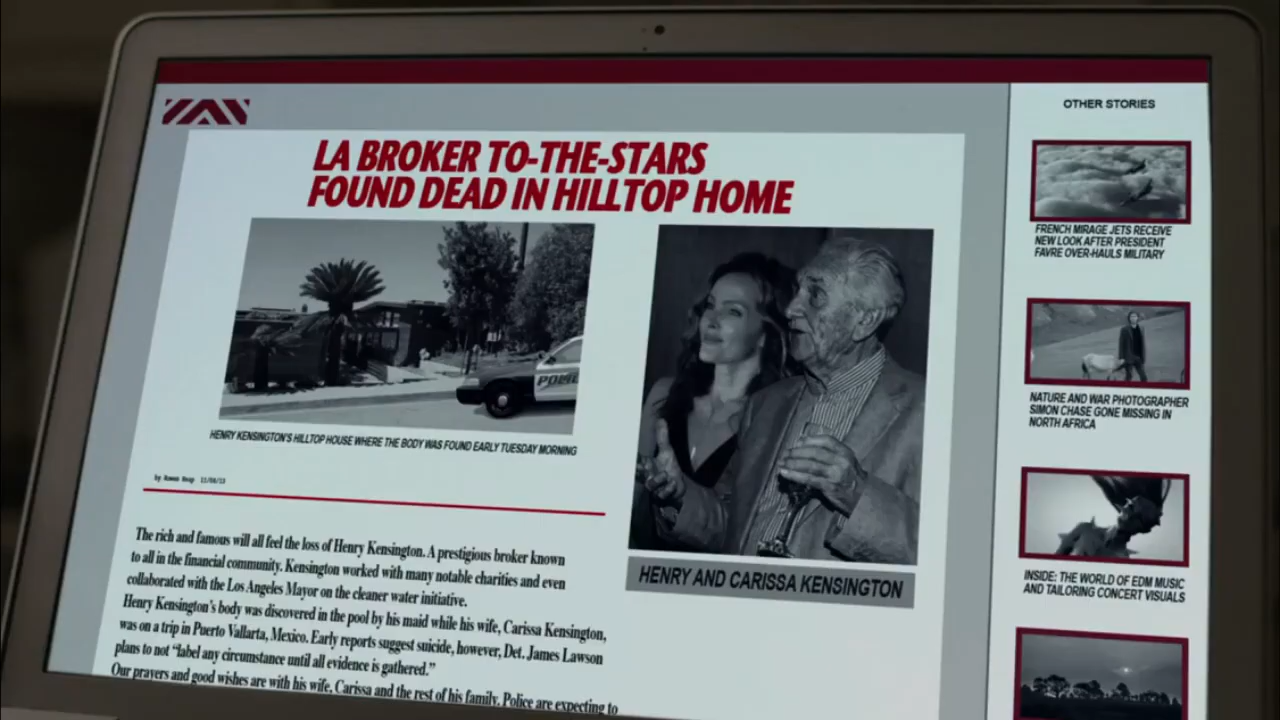 LA BROKER TO-THE-STARS
FOUND DEAD IN HILLTOP HOME
POLIC
HENRY KENSINGTON'S HILLTOP HOUSE WHERE THE BODY WAS FOUND EARLY TUESDAY MORNING
by 11/08/13
The rich and famous will all feel the loss of Henry Kensington. A prestigious broker known
to all in the financial community. Kensington worked with many notable charities and even
collaborated with the Los Angeles Mayor on the cleaner water initiative.
Henry Kensington's body was discovered in the pool by his maid while his wife, Carissa Kensington,
was on a trip in Puerto Vallarta, Mexico. Early reports suggest suicide, however, Det. James Lawson
plans to not "label any circumstance until all evidence is gathered."
Our prayers and good wishes are with his wife, Carissa and the rest of his family. Police are expecting to
HENRY AND CARISSA KENSINGTON
OTHER STORIES
FRENCH MIRAGE JETS RECEIVE
NEW LOOK AFTER PRESIDENT
FAVRE OVER-HAULS MILITARY
NATURE AND WAR PHOTOGRAPHER
SIMON CHASE GONE MISSING IN
NORTH AFRICA
INSIDE: THE WORLD OF EDM MUSIC
AND TAILORING CONCERT VISUALS